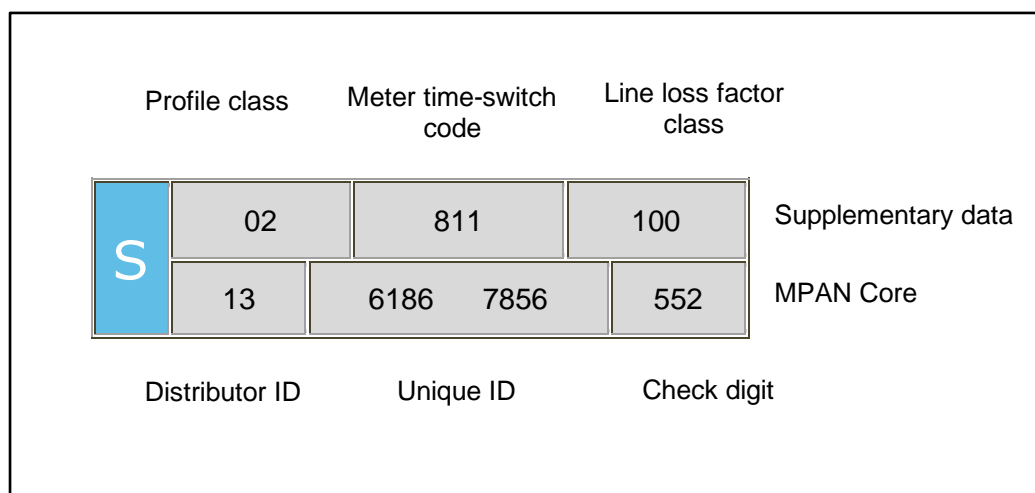 Profile class Meter time-switch code Line loss factor class
S
02 811 100 Supplementary data
13 6186 7856 552 MPAN Core
Distributor ID Unique ID Check digit